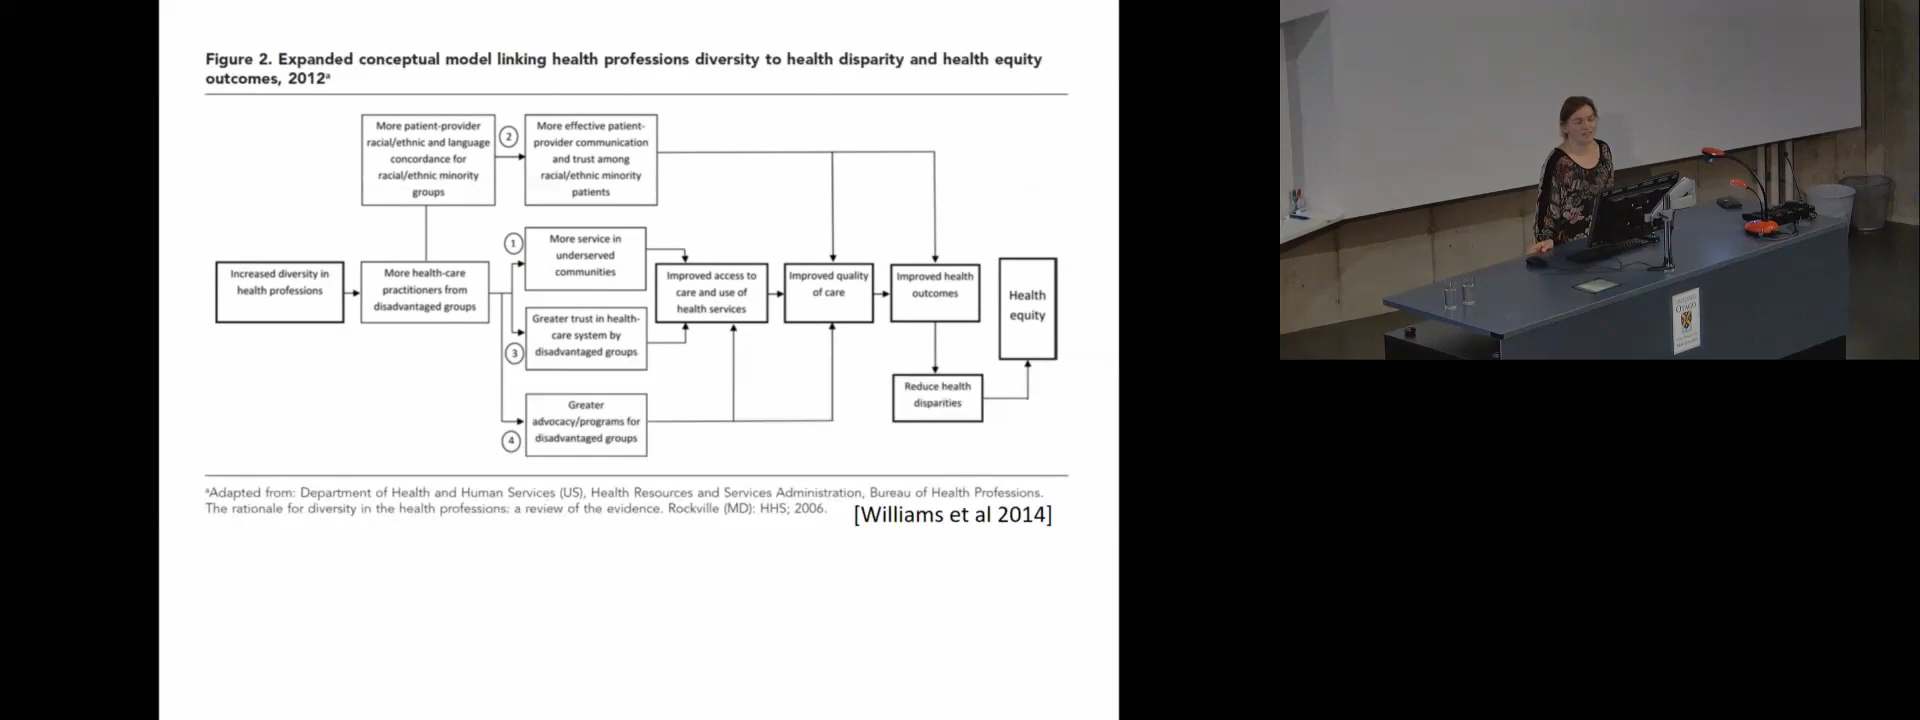 Figure 2. Expanded conceptual model linking health professions diversity to health disparity and health equity
outcomes, 2012ª
More patient-provider
racial/ethnic and language
concordance for
racial/ethnic minority
groups
2
More effective patient-
provider communication
and trust among
racial/ethnic minority
patients
1
More service in
underserved
communities
Increased diversity in
health professions
More health-care
practitioners from
disadvantaged groups
Improved access to
care and use of
health services
Improved quality
of care
Improved health
outcomes
Health
equity
Greater trust in health-
care system by
disadvantaged groups
3
Reduce health
disparities
Greater
advocacy/programs for
disadvantaged groups
4
ªAdapted from: Department of Health and Human Services (US), Health Resources and Services Administration, Bureau of Health Professions.
The rationale for diversity in the health professions: a review of the evidence. Rockville (MD): HHS; 2006.
[Williams et al 2014]
OTAGO